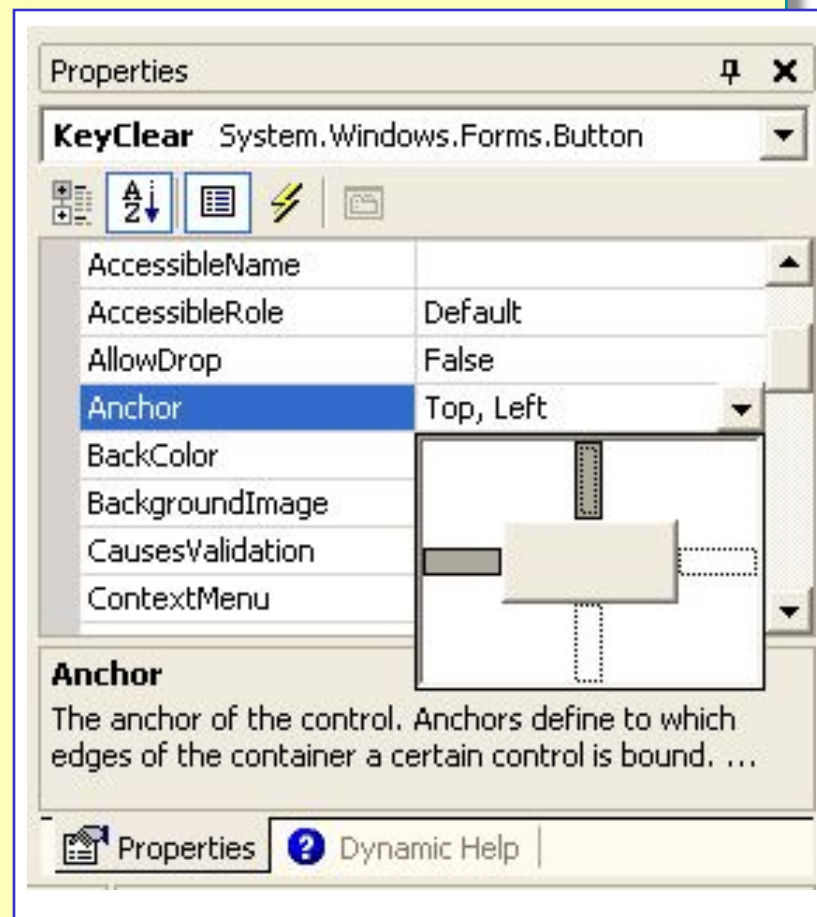 Properties
KeyClear System.Windows.Forms.Button
AccessibleName
AccessibleRole Default
AllowDrop False
Anchor Top, Left
BackColor
BackgroundImage
CausesValidation
ContextMenu
Anchor
The anchor of the control. Anchors define to which
edges of the container a certain control is bound. ...
Properties Dynamic Help